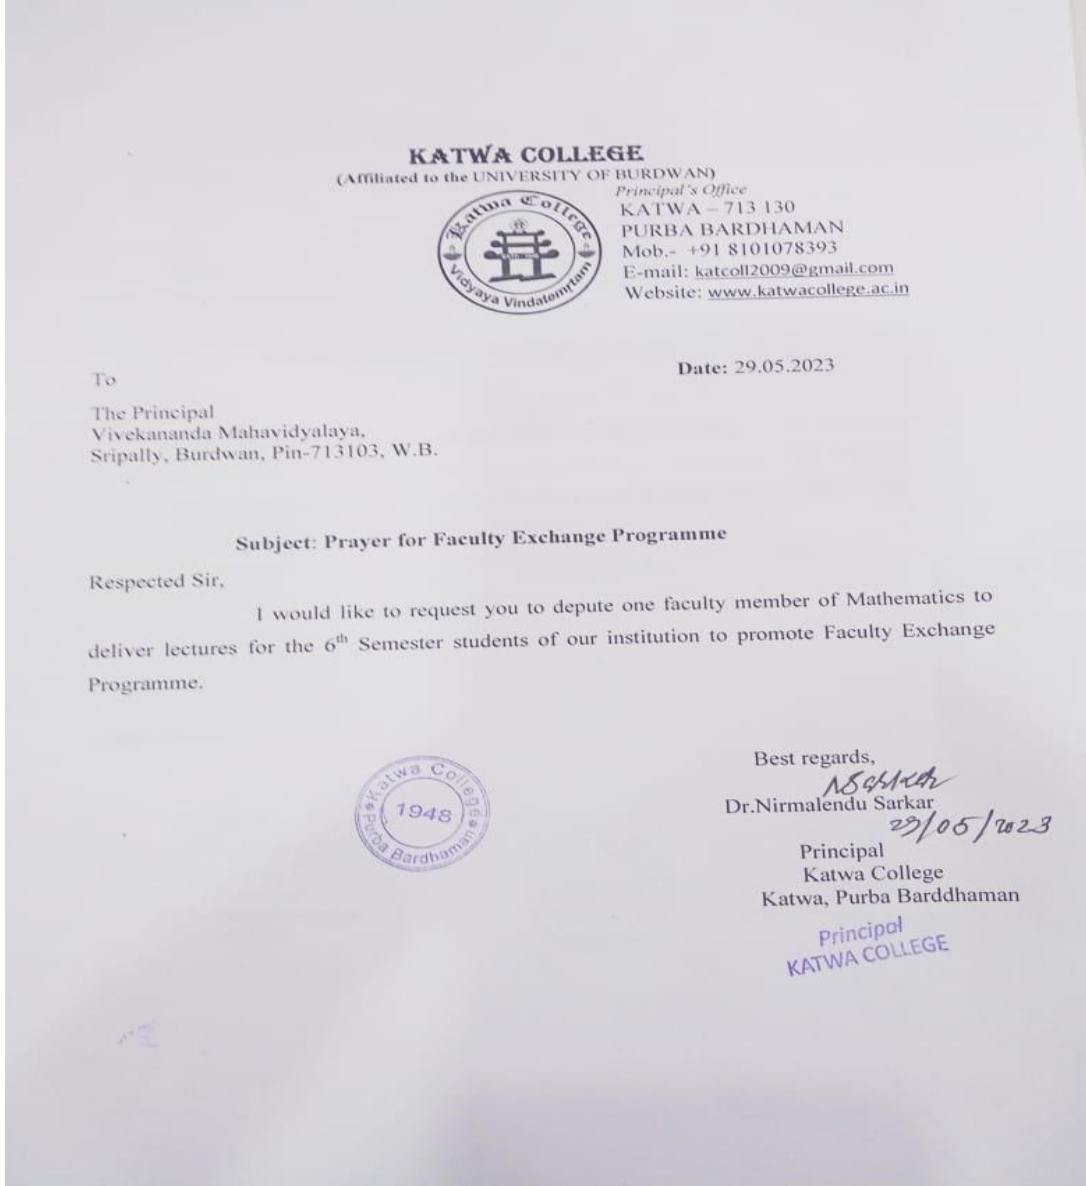 KATWA COLLEGE
(Affiliated to the UNIVERSITY OF BURDWAN)
Katwa College
Vidyaya Vindatemrtam
Principal's Office
KATWA – 713 130
PURBA BARDHAMAN
Mob.- +91 8101078393
E-mail: katcoll2009@gmail.com
Website: www.katwacollege.ac.in
Date: 29.05.2023
To
The Principal
Vivekananda Mahavidyalaya,
Sripally, Burdwan, Pin-713103, W.B.
Subject: Prayer for Faculty Exchange Programme
Respected Sir,
I would like to request you to depute one faculty member of Mathematics to
deliver lectures for the 6th Semester students of our institution to promote Faculty Exchange
Programme.
Best regards,
NSarkar
Dr.Nirmalendu Sarkar
29/05/2023
Principal
Katwa College
Katwa, Purba Barddhaman
Principal
KATWA COLLEGE
Katwa College
1948
Purba Bardhaman